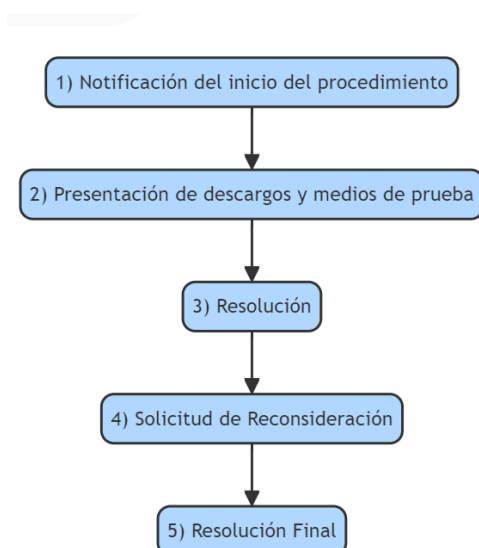 1) Notificación del inicio del procedimiento
2) Presentación de descargos y medios de prueba
3) Resolución
4) Solicitud de Reconsideración
5) Resolución Final